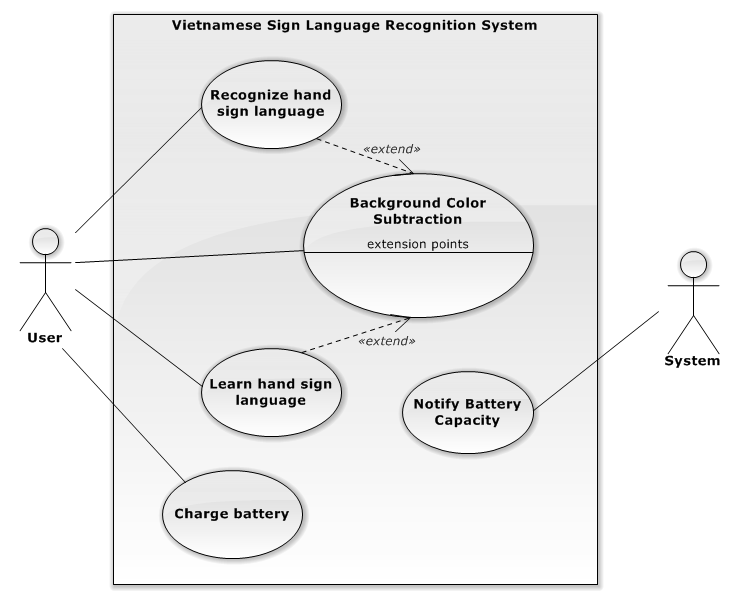 Vietnamese Sign Language Recognition System
Recognize hand
sign language
«extend»
Background Color
Subtraction
extension points
User
«extend»
System
Learn hand sign
language
Notify Battery
Capacity
Charge battery